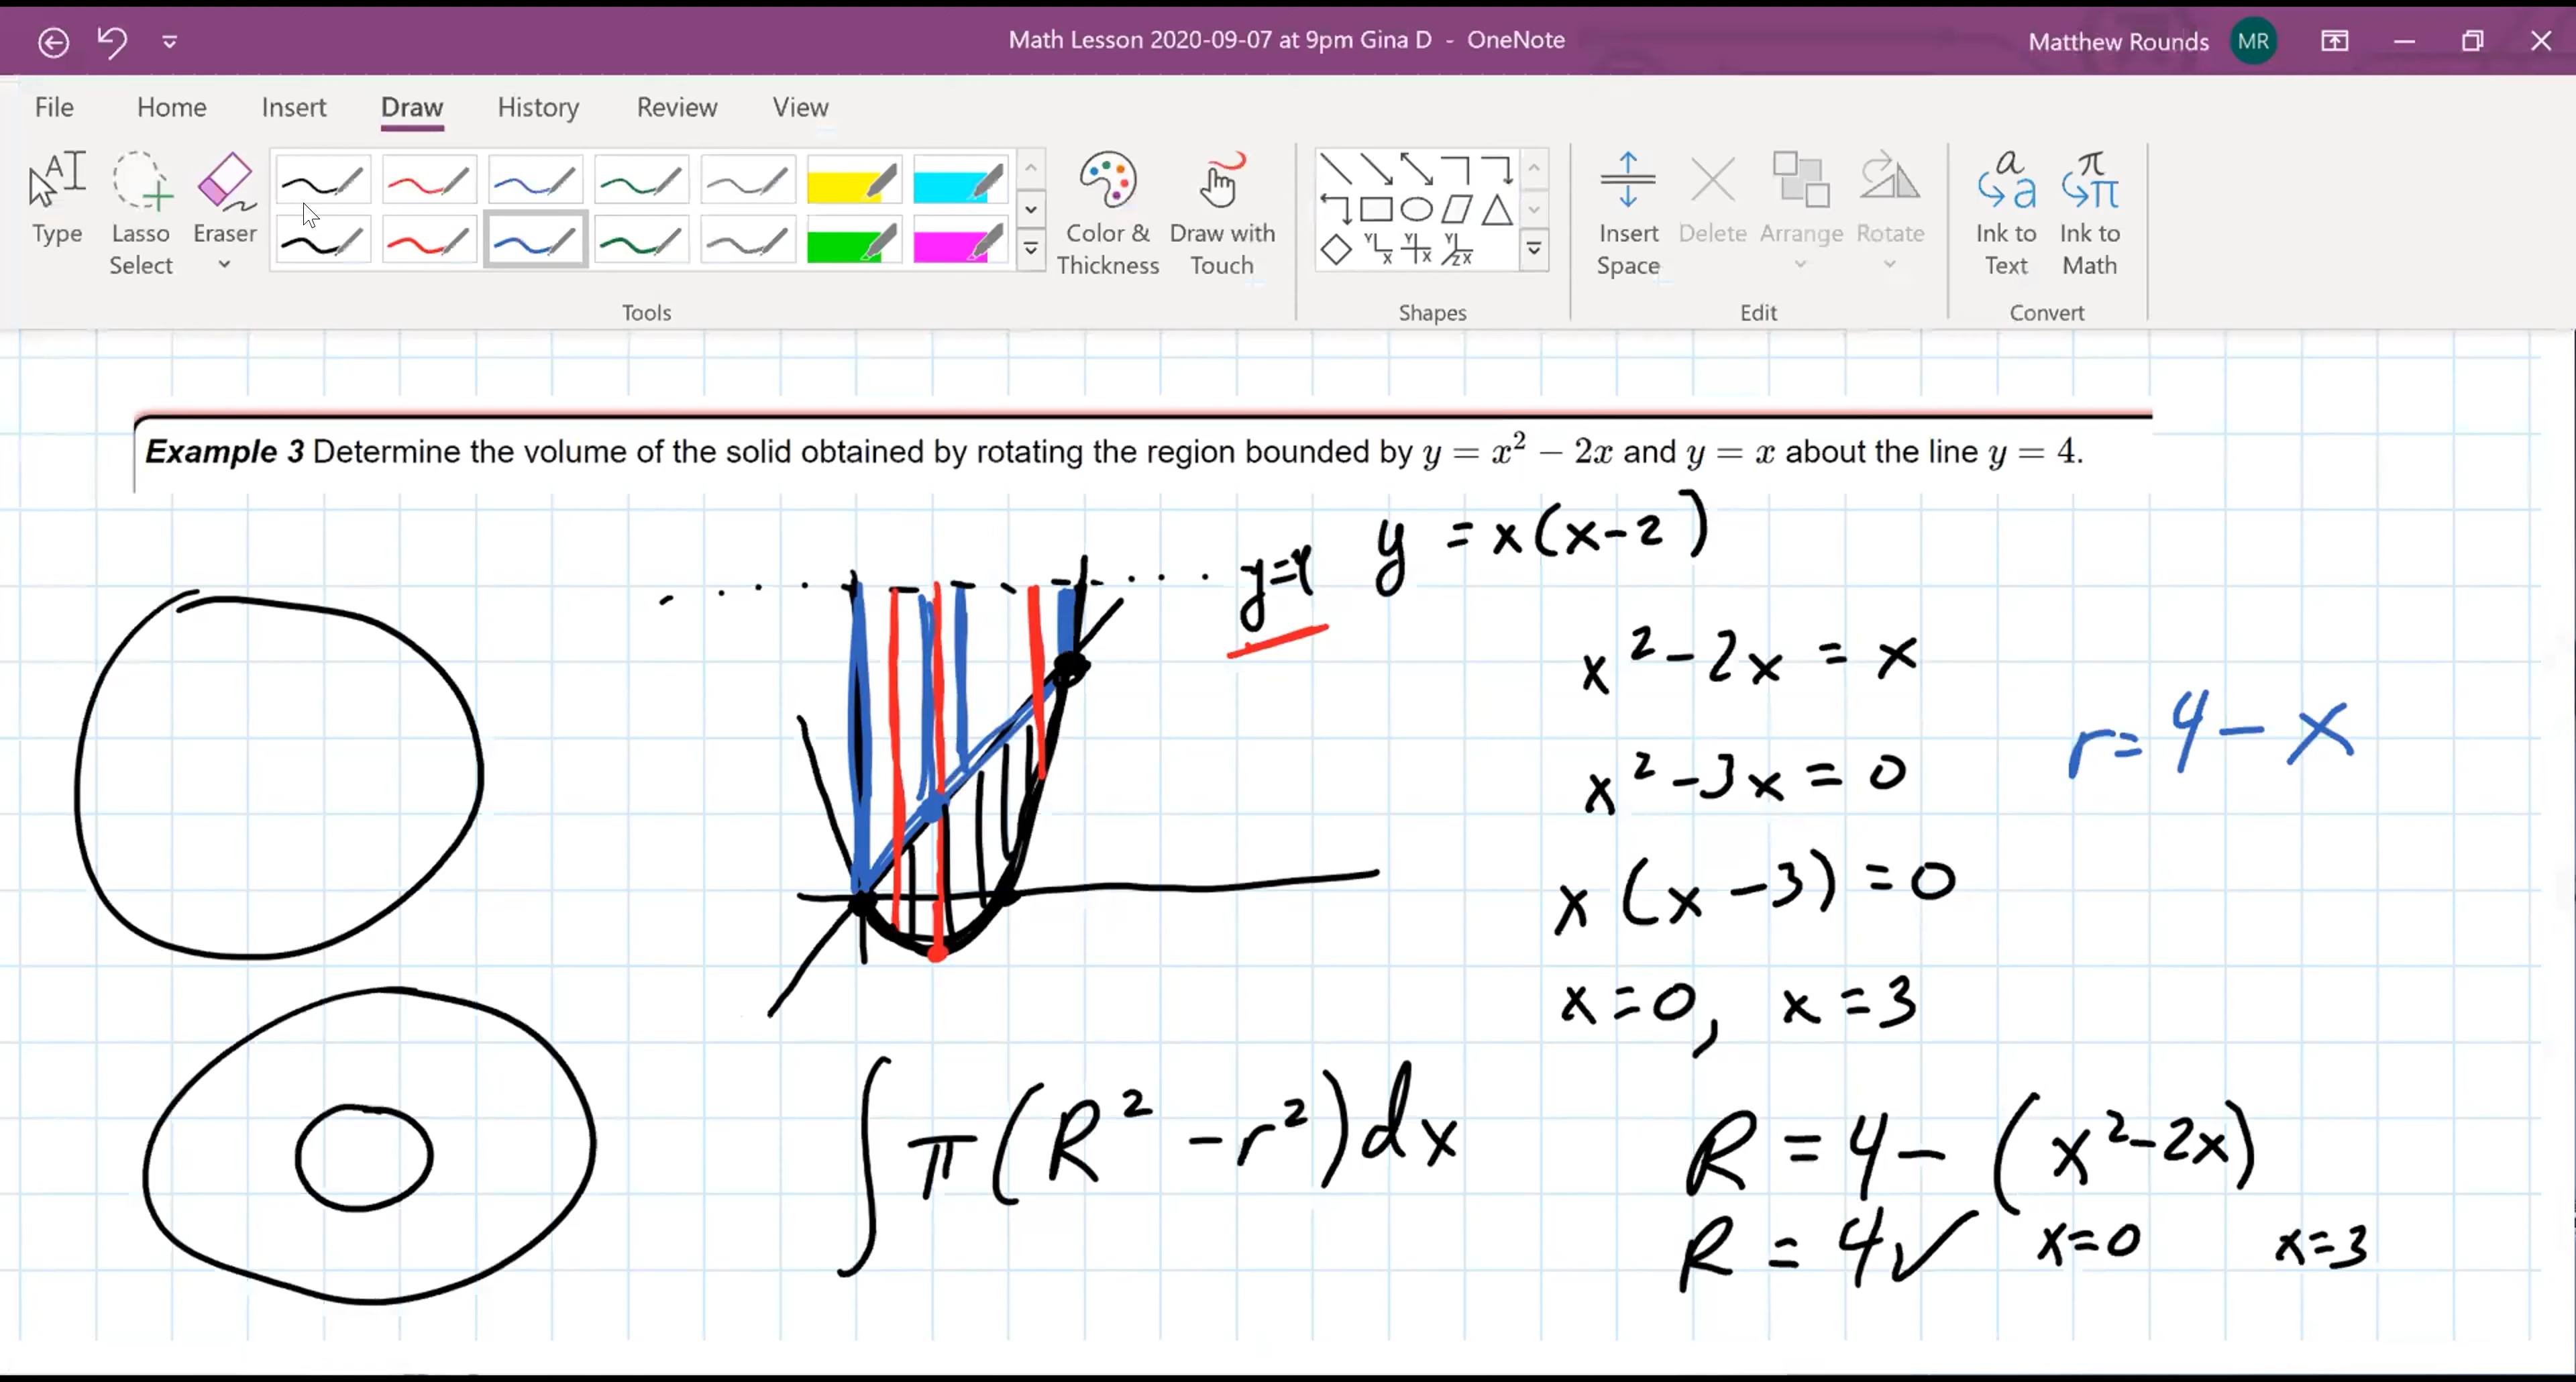 Math Lesson 2020-09-07 at 9pm Gina D - OneNote
Matthew Rounds MR
File Home Insert Draw History Review View
Type
Lasso Select
Eraser
Color & Thickness
Draw with Touch
Insert Space
Delete
Arrange
Rotate
Ink to Text
Ink to Math
Tools
Shapes
Edit
Convert
Example 3 Determine the volume of the solid obtained by rotating the region bounded by y = x² − 2x and y = x about the line y = 4.
y=4
y = x(x-2)
x²-2x = x
r=4-x
x²-3x = 0
x(x-3)=0
x=0, x=3
∫π(R²-r²)dx
R = 4-(x²-2x)
R = 4✓ x=0 x=3